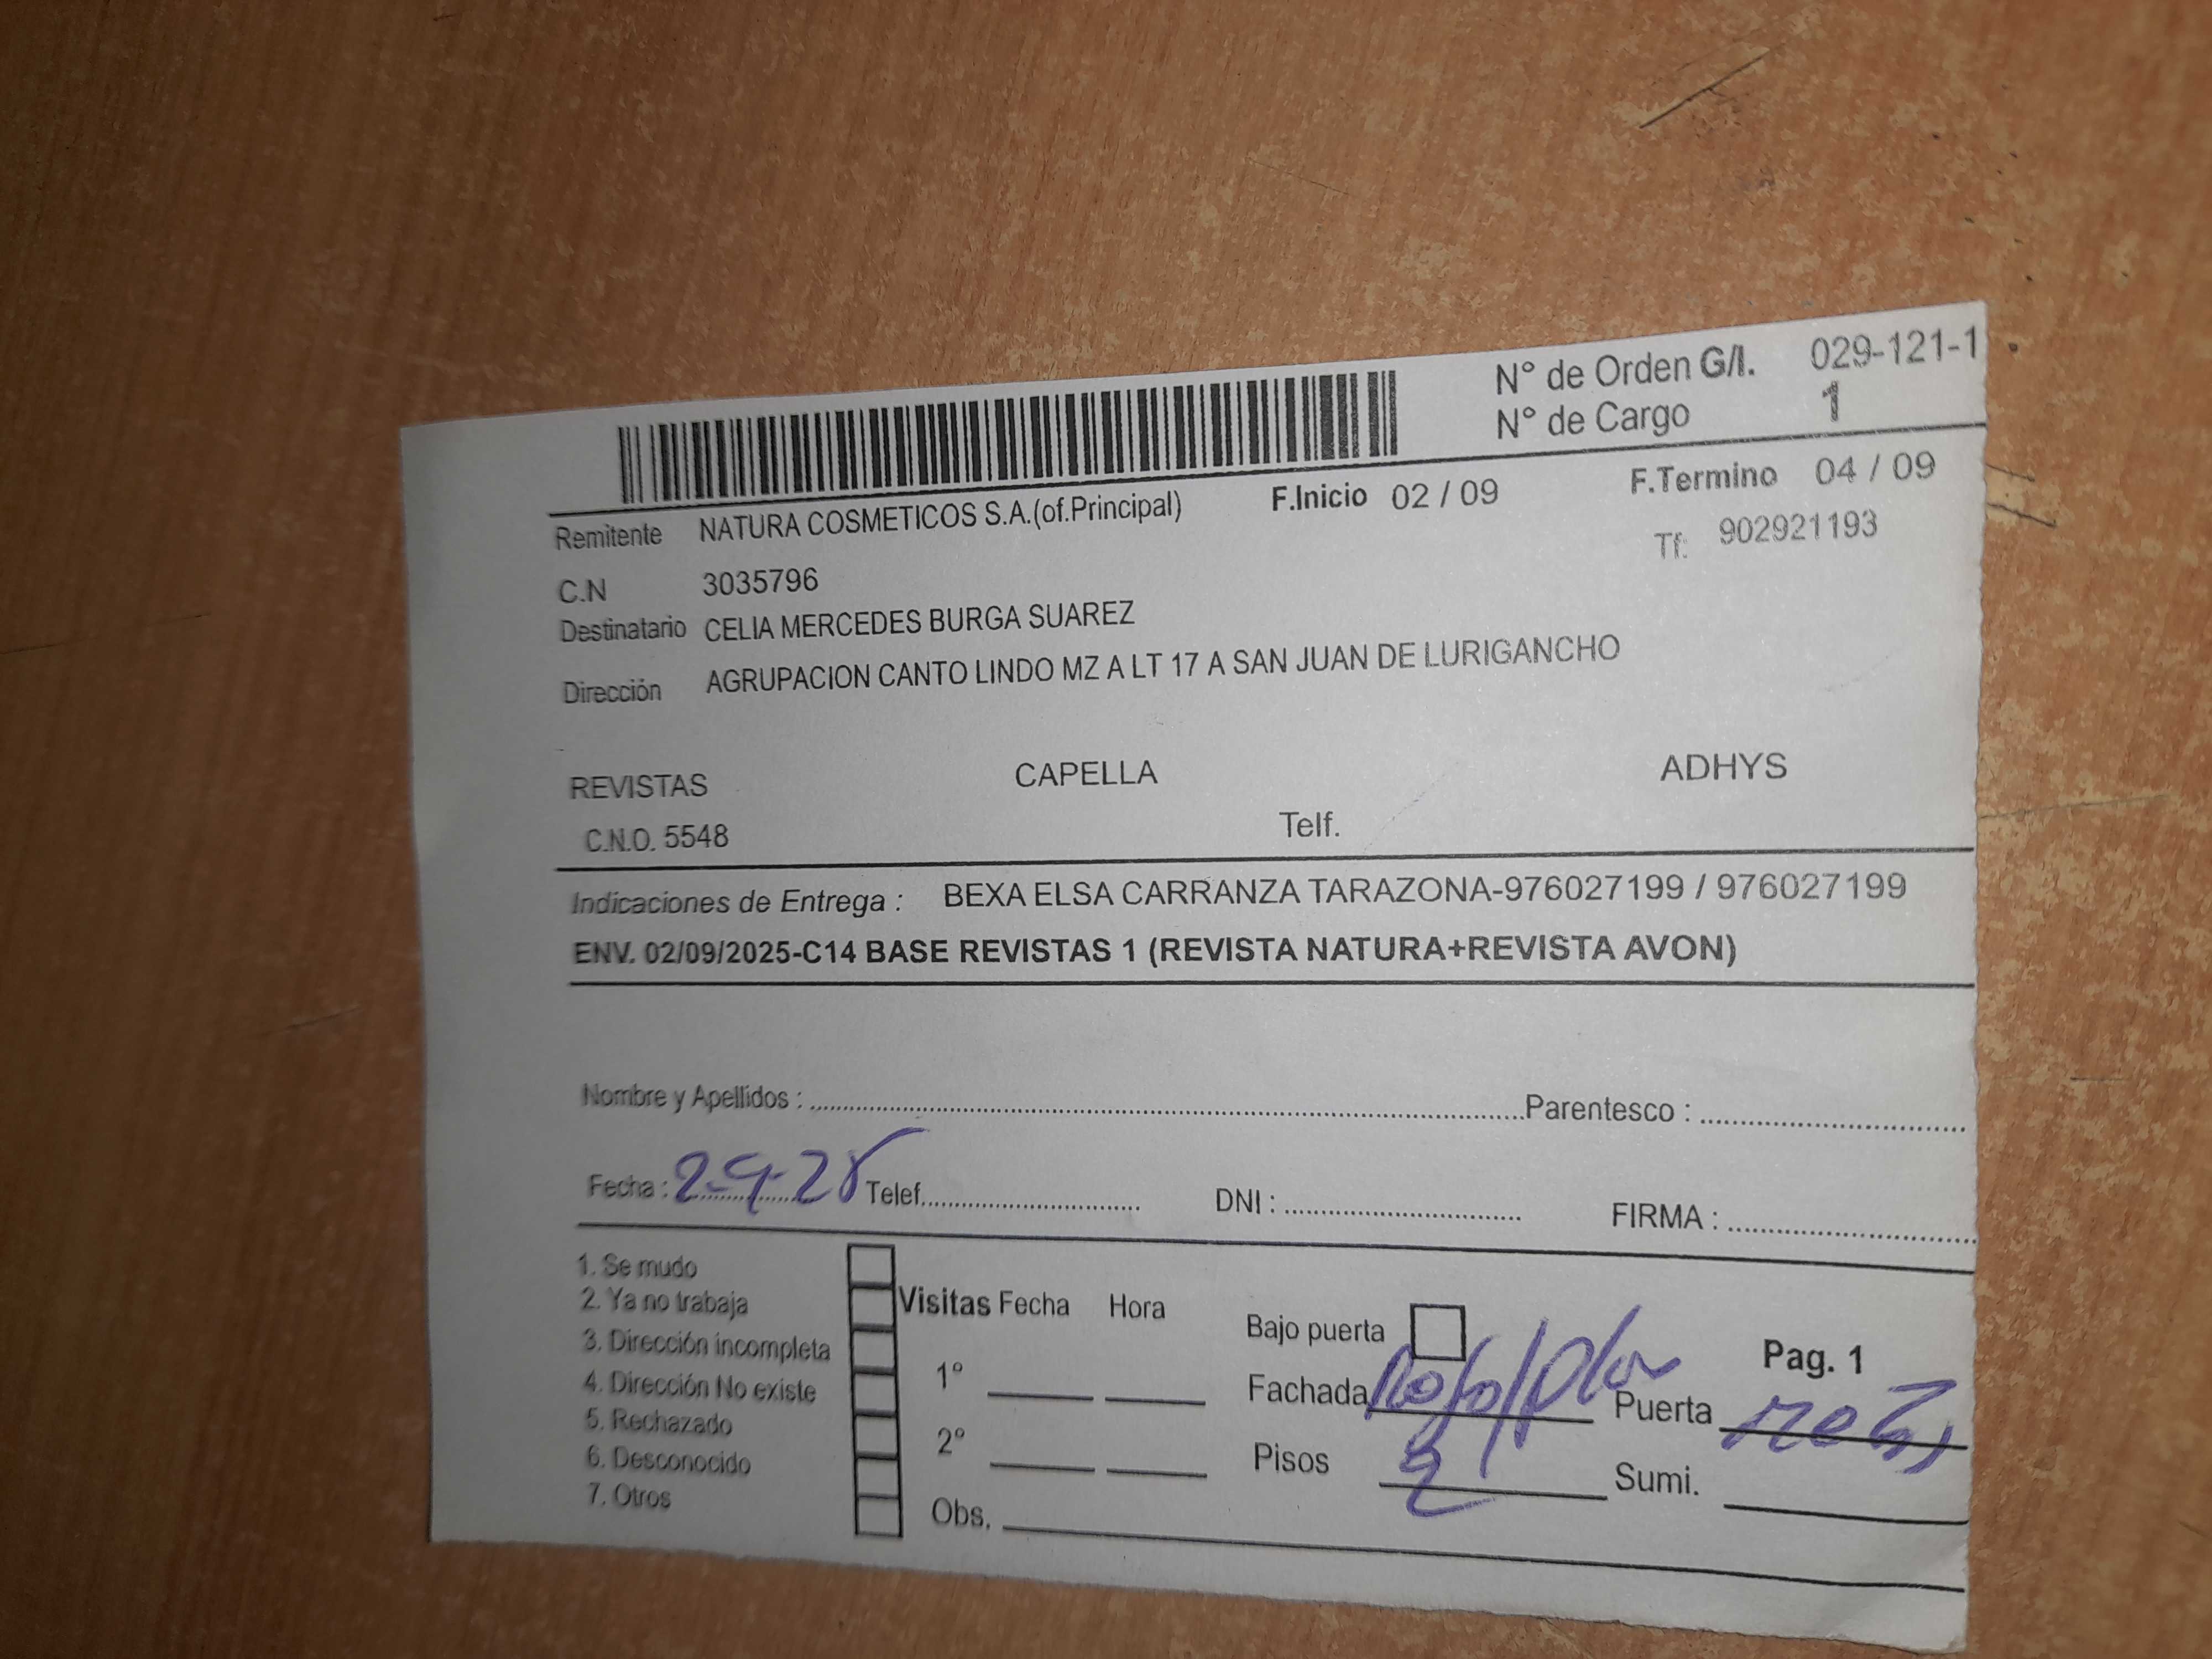 N° de Orden G/I. 029-121-1
N° de Cargo 1
Remitente NATURA COSMETICOS S.A.(of.Principal) F.Inicio 02 / 09 F.Termino 04 / 09
C.N 3035796 Tf: 902921193
Destinatario CELIA MERCEDES BURGA SUAREZ
Dirección AGRUPACION CANTO LINDO MZ A LT 17 A SAN JUAN DE LURIGANCHO
REVISTAS CAPELLA ADHYS
C.N.O. 5548 Telf.
Indicaciones de Entrega : BEXA ELSA CARRANZA TARAZONA-976027199 / 976027199
ENV. 02/09/2025-C14 BASE REVISTAS 1 (REVISTA NATURA+REVISTA AVON)
Nombre y Apellidos : Parentesco :
Fecha : 2-9-25 Telef. DNI : FIRMA :
1. Se mudo
2. Ya no trabaja Visitas Fecha Hora
3. Dirección incompleta Bajo puerta Pag. 1
4. Dirección No existe 1° Fachada Puerta
5. Rechazado
6. Desconocido 2° Pisos 2 Sumi.
7. Otros Obs.